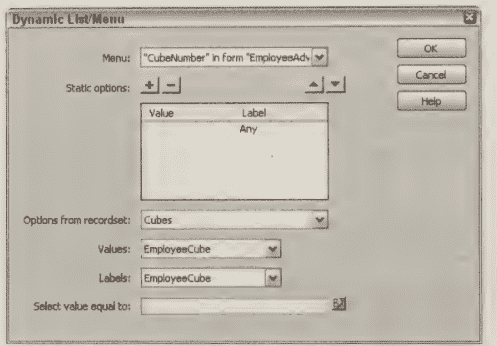 Dynamic List/Menu
Menu: "CubeNumber" in form "EmployeeAdv
OK
Static options:
Cancel
Help
Value Label
Any
Options from recordset: Cubes
Values: EmployeeCube
Labels: EmployeeCube
Select value equal to: